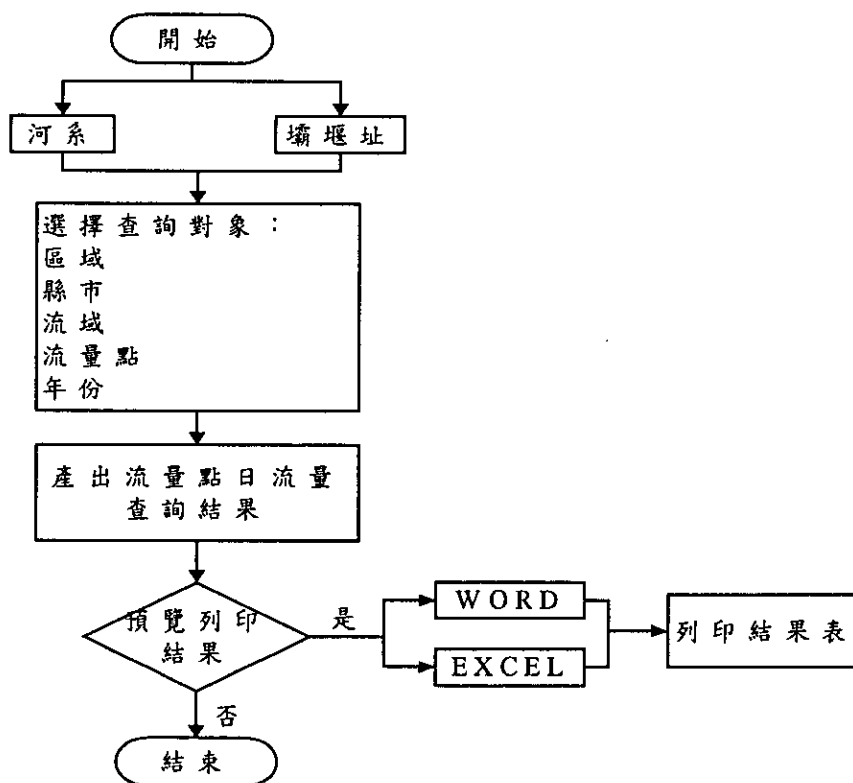 開始
河系
壩堰址
選擇查詢對象：
區域
縣市
流域
流量點
年份
產出流量點日流量
查詢結果
預覽列印
結果
是
WORD
EXCEL
列印結果表
否
結束